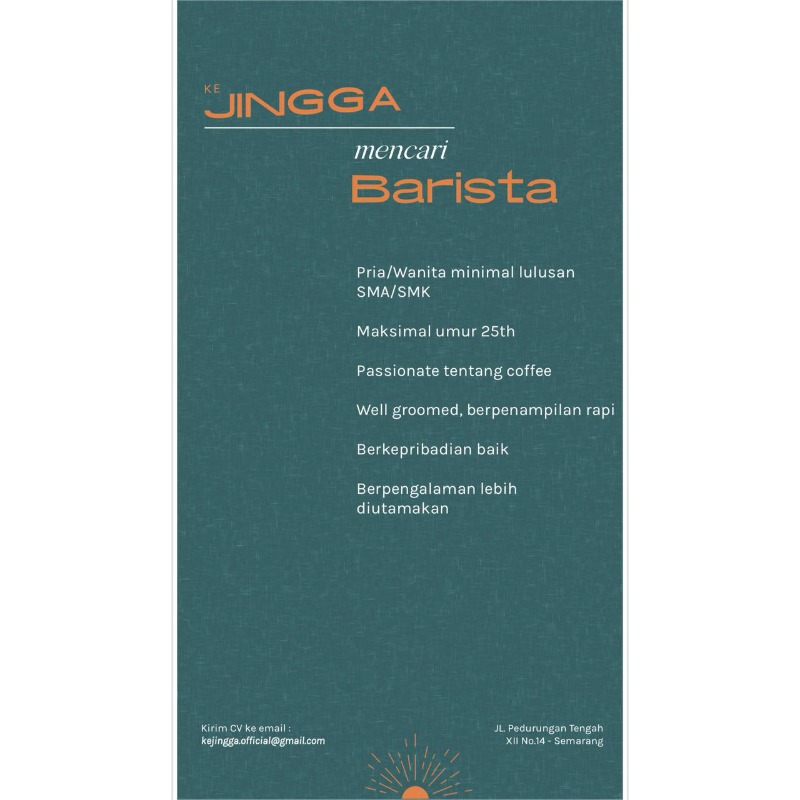 KE
JINGGA
mencari
Barista
Pria/Wanita minimal lulusan
SMA/SMK
Maksimal umur 25th
Passionate tentang coffee
Well groomed, berpenampilan rapi
Berkepribadian baik
Berpengalaman lebih
diutamakan
Kirim CV ke email :
kejingga.official@gmail.com
JL. Pedurungan Tengah
XII No.14 - Semarang